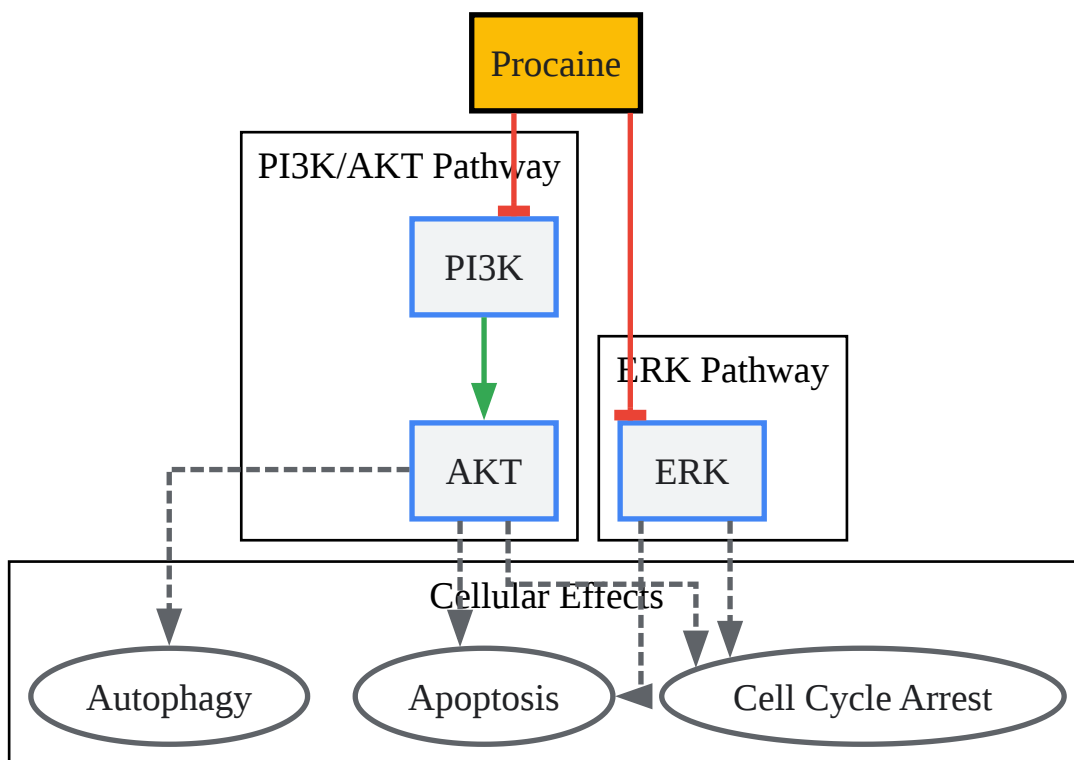 Procaine
PI3K/AKT Pathway
PI3K
ERK Pathway
AKT
ERK
Cellular Effects
Autophagy
Apoptosis
Cell Cycle Arrest